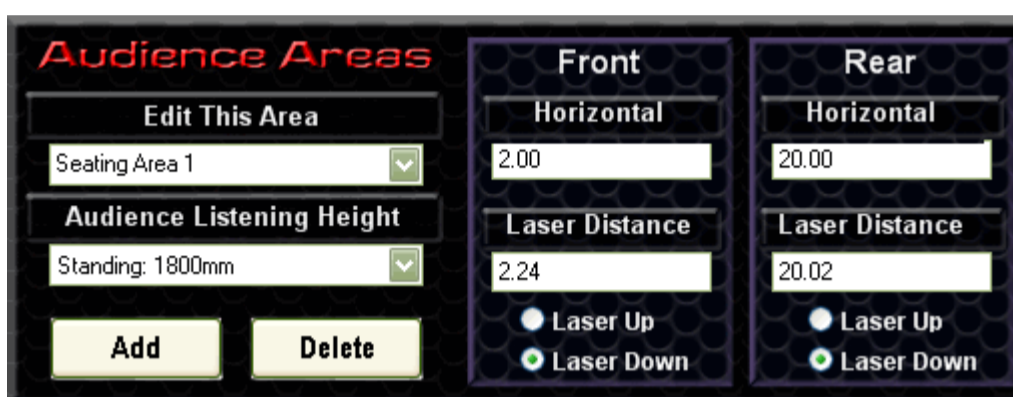 Audience Areas
Edit This Area
Seating Area 1
Audience Listening Height
Standing: 1800mm
Add
Delete
Front
Horizontal
2.00
Laser Distance
2.24
Laser Up
Laser Down
Rear
Horizontal
20.00
Laser Distance
20.02
Laser Up
Laser Down